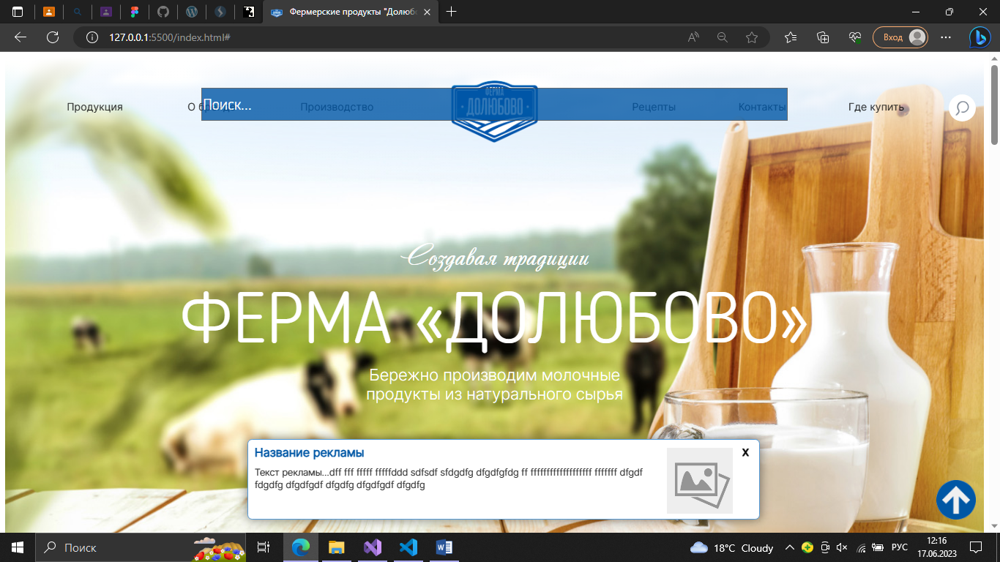 Фермерские продукты "Долюбо
127.0.0.1:5500/index.html#
Вход
Продукция
Поиск...
Производство
ФЕРМА
ДОЛЮБОВО
Рецепты
Контакты
Где купить
Создавая традиции
ФЕРМА «ДОЛЮБОВО»
Бережно производим молочные
продукты из натурального сырья
Название рекламы
X
Текст рекламы...dff fff fffff fffffddd sdfsdf sfdgdfg dfgdfgfdg ff fffffffffffffffffff fffffff dfgdf
fdgdfg dfgdfgdf dfgdfg dfgdfgdf dfgdfg
Поиск
18°C Cloudy
РУС
12:16
17.06.2023